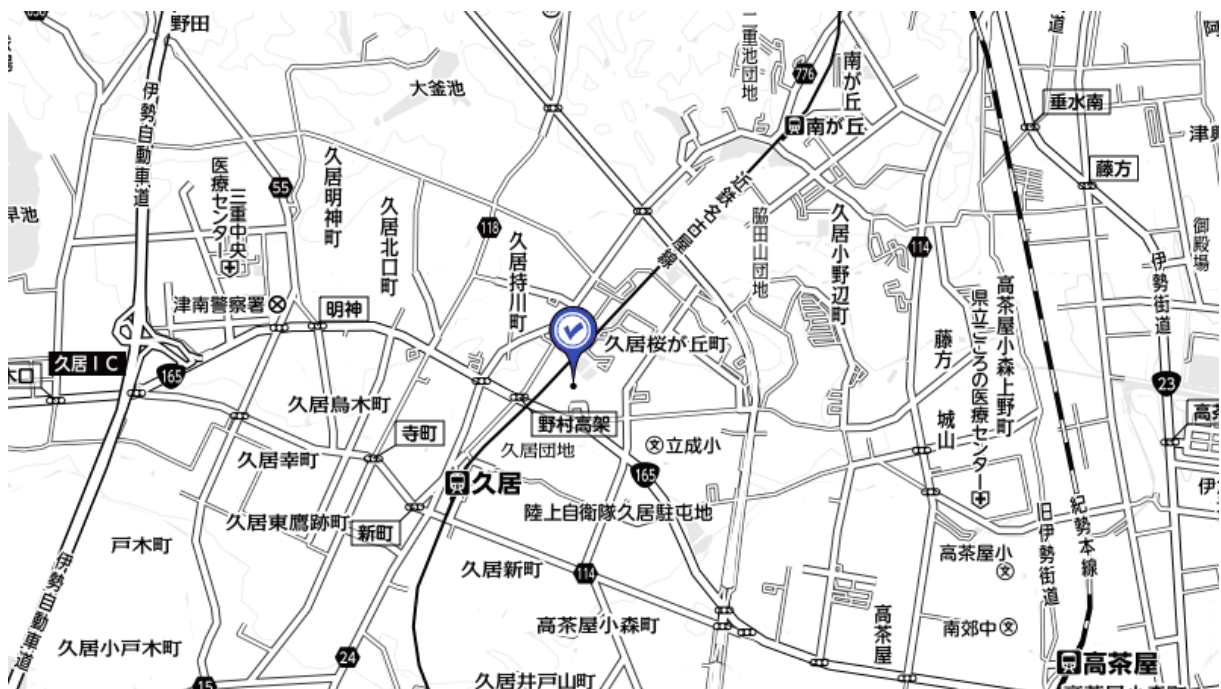 野田
伊勢自動車道
大釜池
二重池団地
776
南が丘
南が丘
垂水南
津興
藤方
55
久居明神町
三重中央
医療センター
早池
久居北口町
118
久居持川町
近鉄名古屋線
脇田山団地
久居小野辺町
114
御殿場
伊勢街道
津南警察署
明神
高茶屋小森上野町
県立こころの医療センター
藤方
久居桜が丘町
久居IC
165
木口
23
久居烏木町
野村高架
城山
寺町
久居団地
立成小
久居幸町
久居
165
久居東鷹跡町
新町
陸上自衛隊久居駐屯地
戸木町
高茶屋小
旧伊勢街道
紀勢本線
久居新町
114
伊勢自動車道
高茶屋小森町
高茶屋
南郊中
久居小戸木町
24
高茶屋
15
久居井戸山町